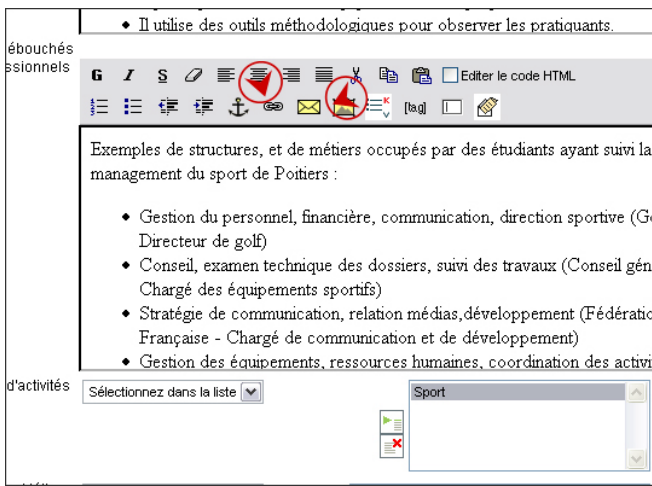 Il utilise des outils méthodologiques pour observer les pratiquants.
ébouchés
ssionnels
G I S Editer le code HTML
[tag]
Exemples de structures, et de métiers occupés par des étudiants ayant suivi la
management du sport de Poitiers :
Gestion du personnel, financière, communication, direction sportive (G
Directeur de golf)
Conseil, examen technique des dossiers, suivi des travaux (Conseil gén
Chargé des équipements sportifs)
Stratégie de communication, relation médias,développement (Fédératio
Française - Chargé de communication et de développement)
Gestion des équipements, ressources humaines, coordination des activi
d'activités Sélectionnez dans la liste Sport